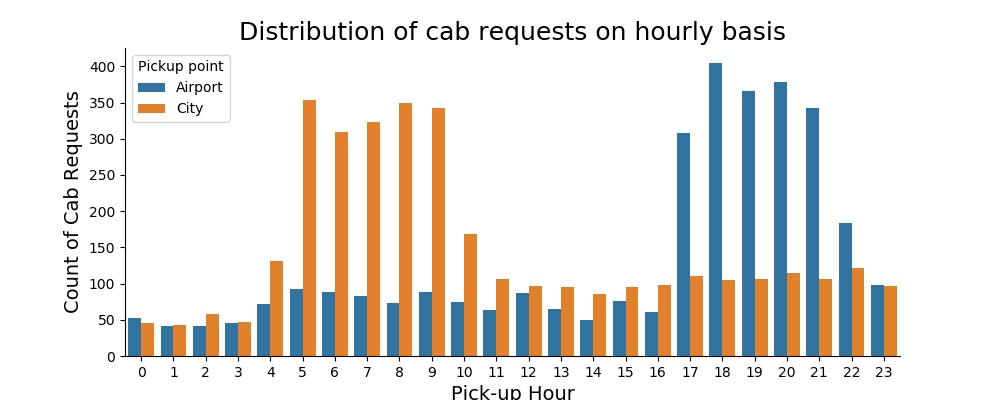 Distribution of cab requests on hourly basis
Pickup point
Airport
City
Count of Cab Requests
400
350
300
250
200
150
100
50
0
0 1 2 3 4 5 6 7 8 9 10 11 12 13 14 15 16 17 18 19 20 21 22 23
Pick-up Hour